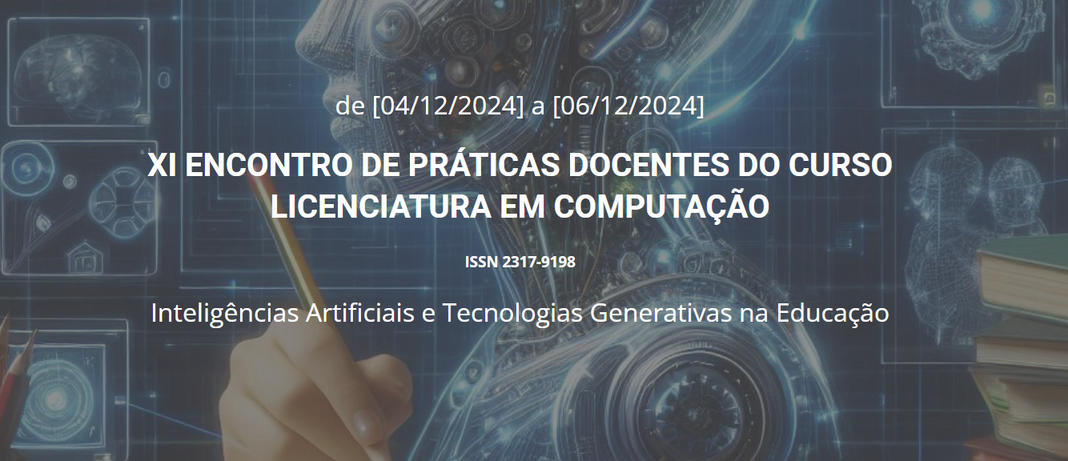 de [04/12/2024] a [06/12/2024]
XI ENCONTRO DE PRÁTICAS DOCENTES DO CURSO
LICENCIATURA EM COMPUTAÇÃO
ISSN 2317-9198
Inteligências Artificiais e Tecnologias Generativas na Educação